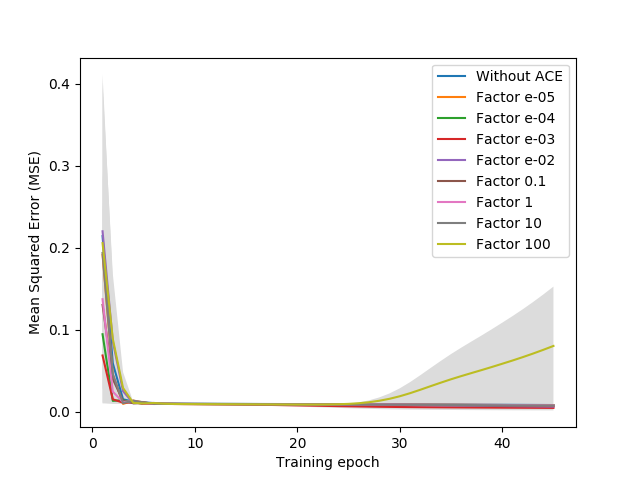 Without ACE
Factor e-05
Factor e-04
Factor e-03
Factor e-02
Factor 0.1
Factor 1
Factor 10
Factor 100
Mean Squared Error (MSE)
0.4
0.3
0.2
0.1
0.0
0 10 20 30 40
Training epoch